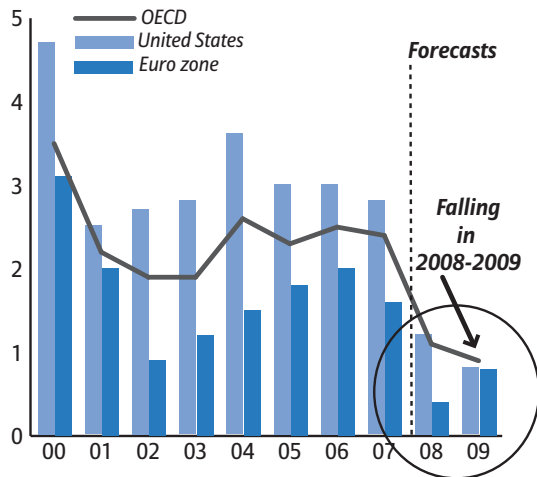 5
OECD
United States
Euro zone
Forecasts
4
3
Falling
in
2008-2009
2
1
0
00 01 02 03 04 05 06 07 08 09